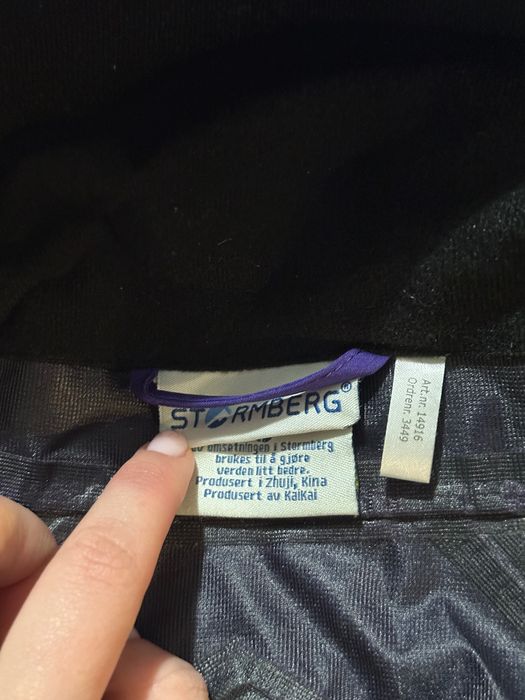 STORMBERG®
av omsetningen i Stormberg
brukes til å gjøre
verden litt bedre.
Produsert i Zhuji, Kina
Produsert av KaiKai
Art.nr. 14916
Ordrenr. 3449